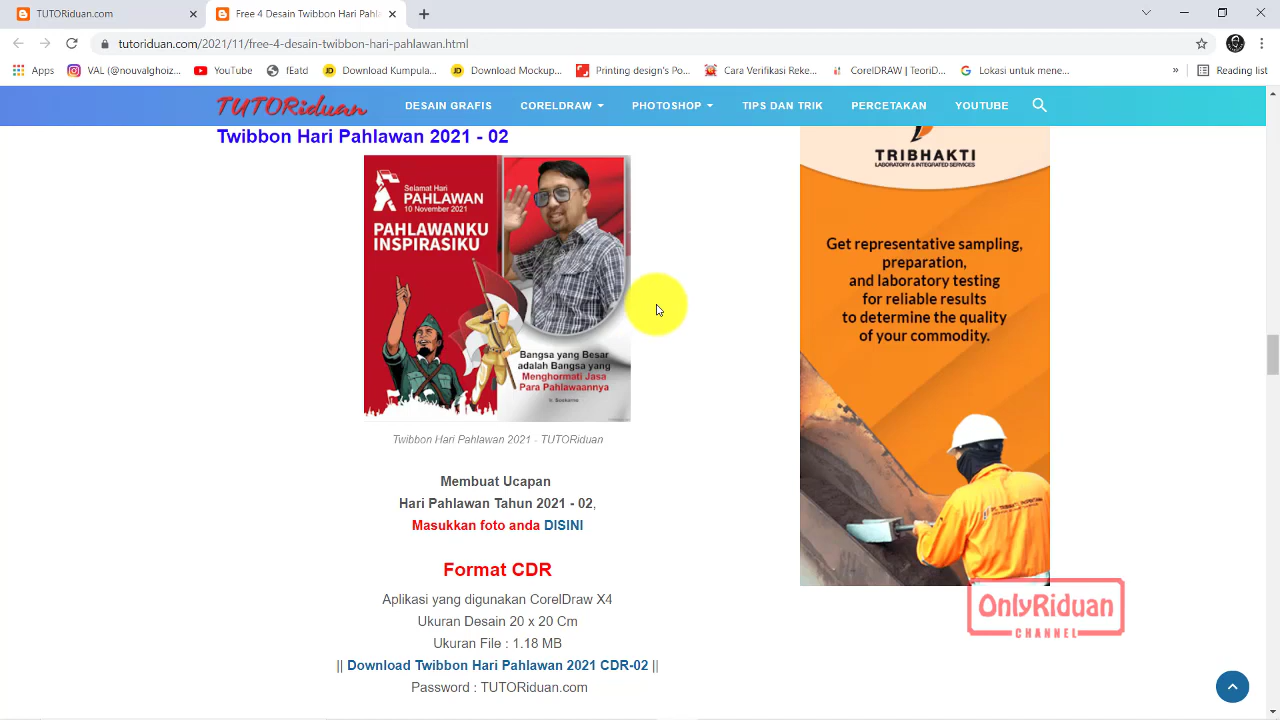 TUTORiduan.com
Free 4 Desain Twibbon Hari Pahla
tutoriduan.com/2021/11/free-4-desain-twibbon-hari-pahlawan.html
Apps
VAL (@nouvalghoiz...
YouTube
fEatd
Download Kumpula...
Download Mockup...
Printing design's Po...
Cara Verifikasi Reke...
CorelDRAW | TeoriD...
Lokasi untuk mene...
»
Reading list
TUTORiduan
DESAIN GRAFIS
CORELDRAW
PHOTOSHOP
TIPS DAN TRIK
PERCETAKAN
YOUTUBE
Twibbon Hari Pahlawan 2021 - 02
Selamat Hari
PAHLAWAN
10 November 2021
PAHLAWANKU
INSPIRASIKU
Bangsa yang Besar
adalah Bangsa yang
Menghormati Jasa
Para Pahlawaannya
Ir. Soekarno
Twibbon Hari Pahlawan 2021 - TUTORiduan
Membuat Ucapan
Hari Pahlawan Tahun 2021 - 02,
Masukkan foto anda DISINI
Format CDR
Aplikasi yang digunakan CorelDraw X4
Ukuran Desain 20 x 20 Cm
Ukuran File : 1.18 MB
|| Download Twibbon Hari Pahlawan 2021 CDR-02 ||
Password : TUTORiduan.com
TRIBHAKTI
LABORATORY & INTEGRATED SERVICES
Get representative sampling,
preparation,
and laboratory testing
for reliable results
to determine the quality
of your commodity.
OnlyRiduan
CHANNEL